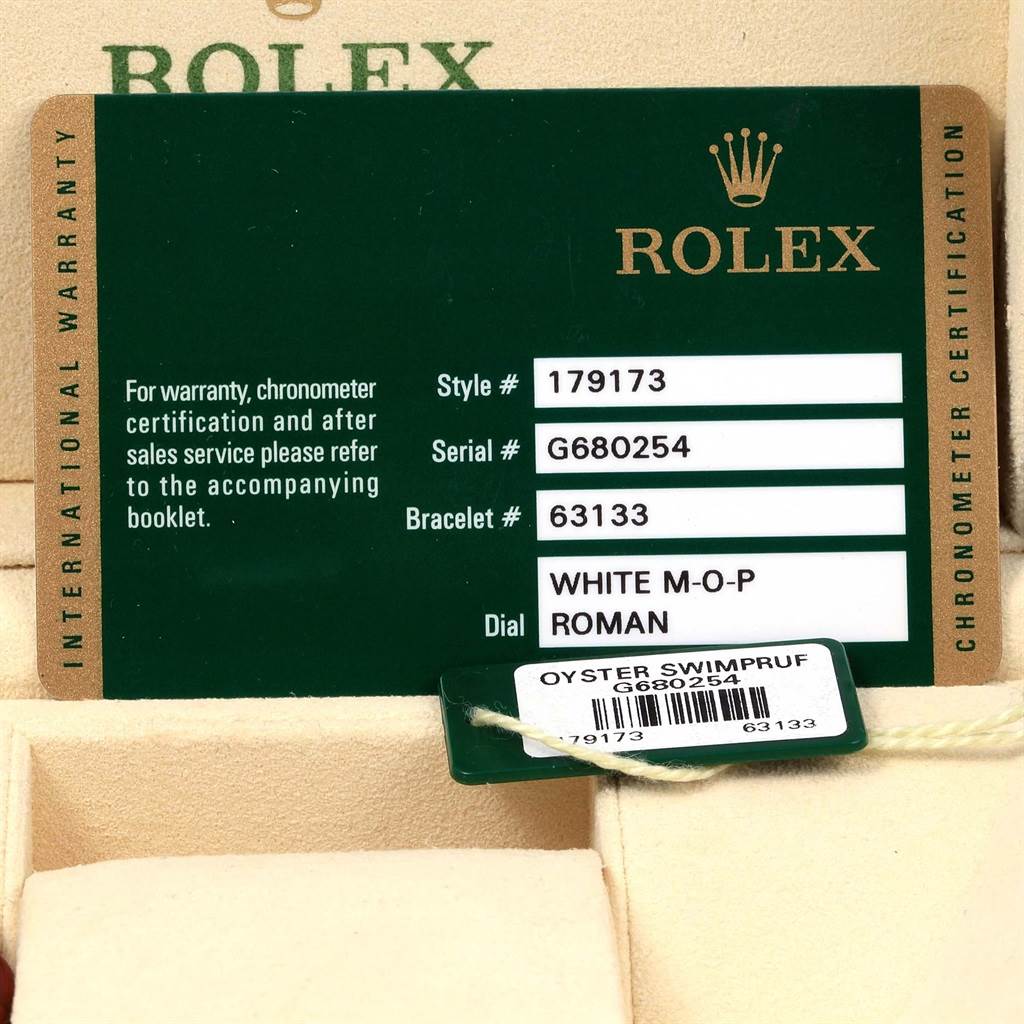 ROLEX
INTERNATIONAL WARRANTY
ROLEX
CHRONOMETER CERTIFICATION
For warranty, chronometer
certification and after
sales service please refer
to the accompanying
booklet.
Style # 179173
Serial # G680254
Bracelet # 63133
Dial WHITE M-O-P
ROMAN
OYSTER SWIMPRUF
G680254
179173 63133